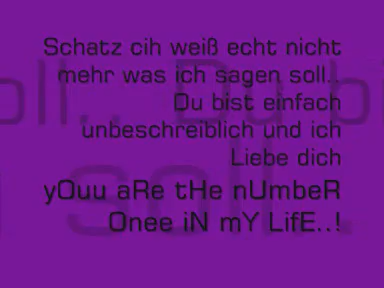 Schatz cih weiß echt nicht
mehr was ich sagen soll..
Du bist einfach
unbeschreiblich und ich
Liebe dich
yOuu aRe tHe nUmbeR
Onee iN mY LifE..!